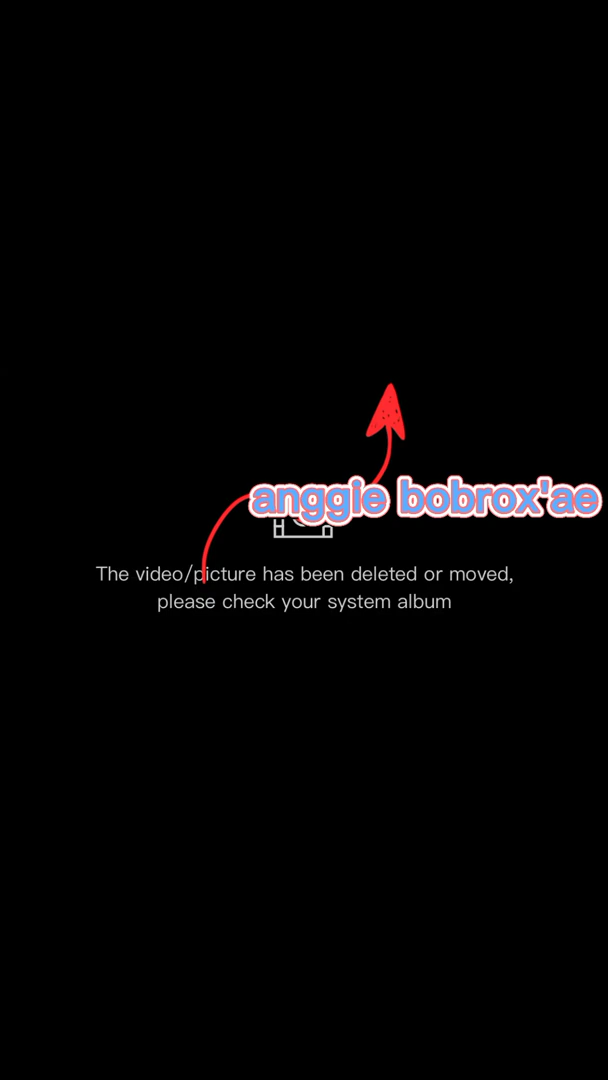 anggie bobrox'ae
The video/picture has been deleted or moved,
please check your system album